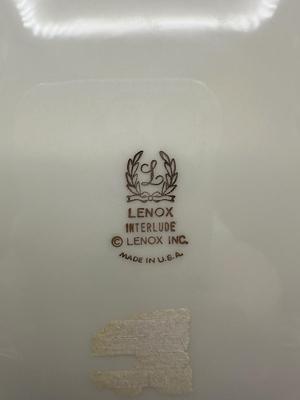 L
LENOX
INTERLUDE
© LENOX INC.
MADE IN U.S.A.